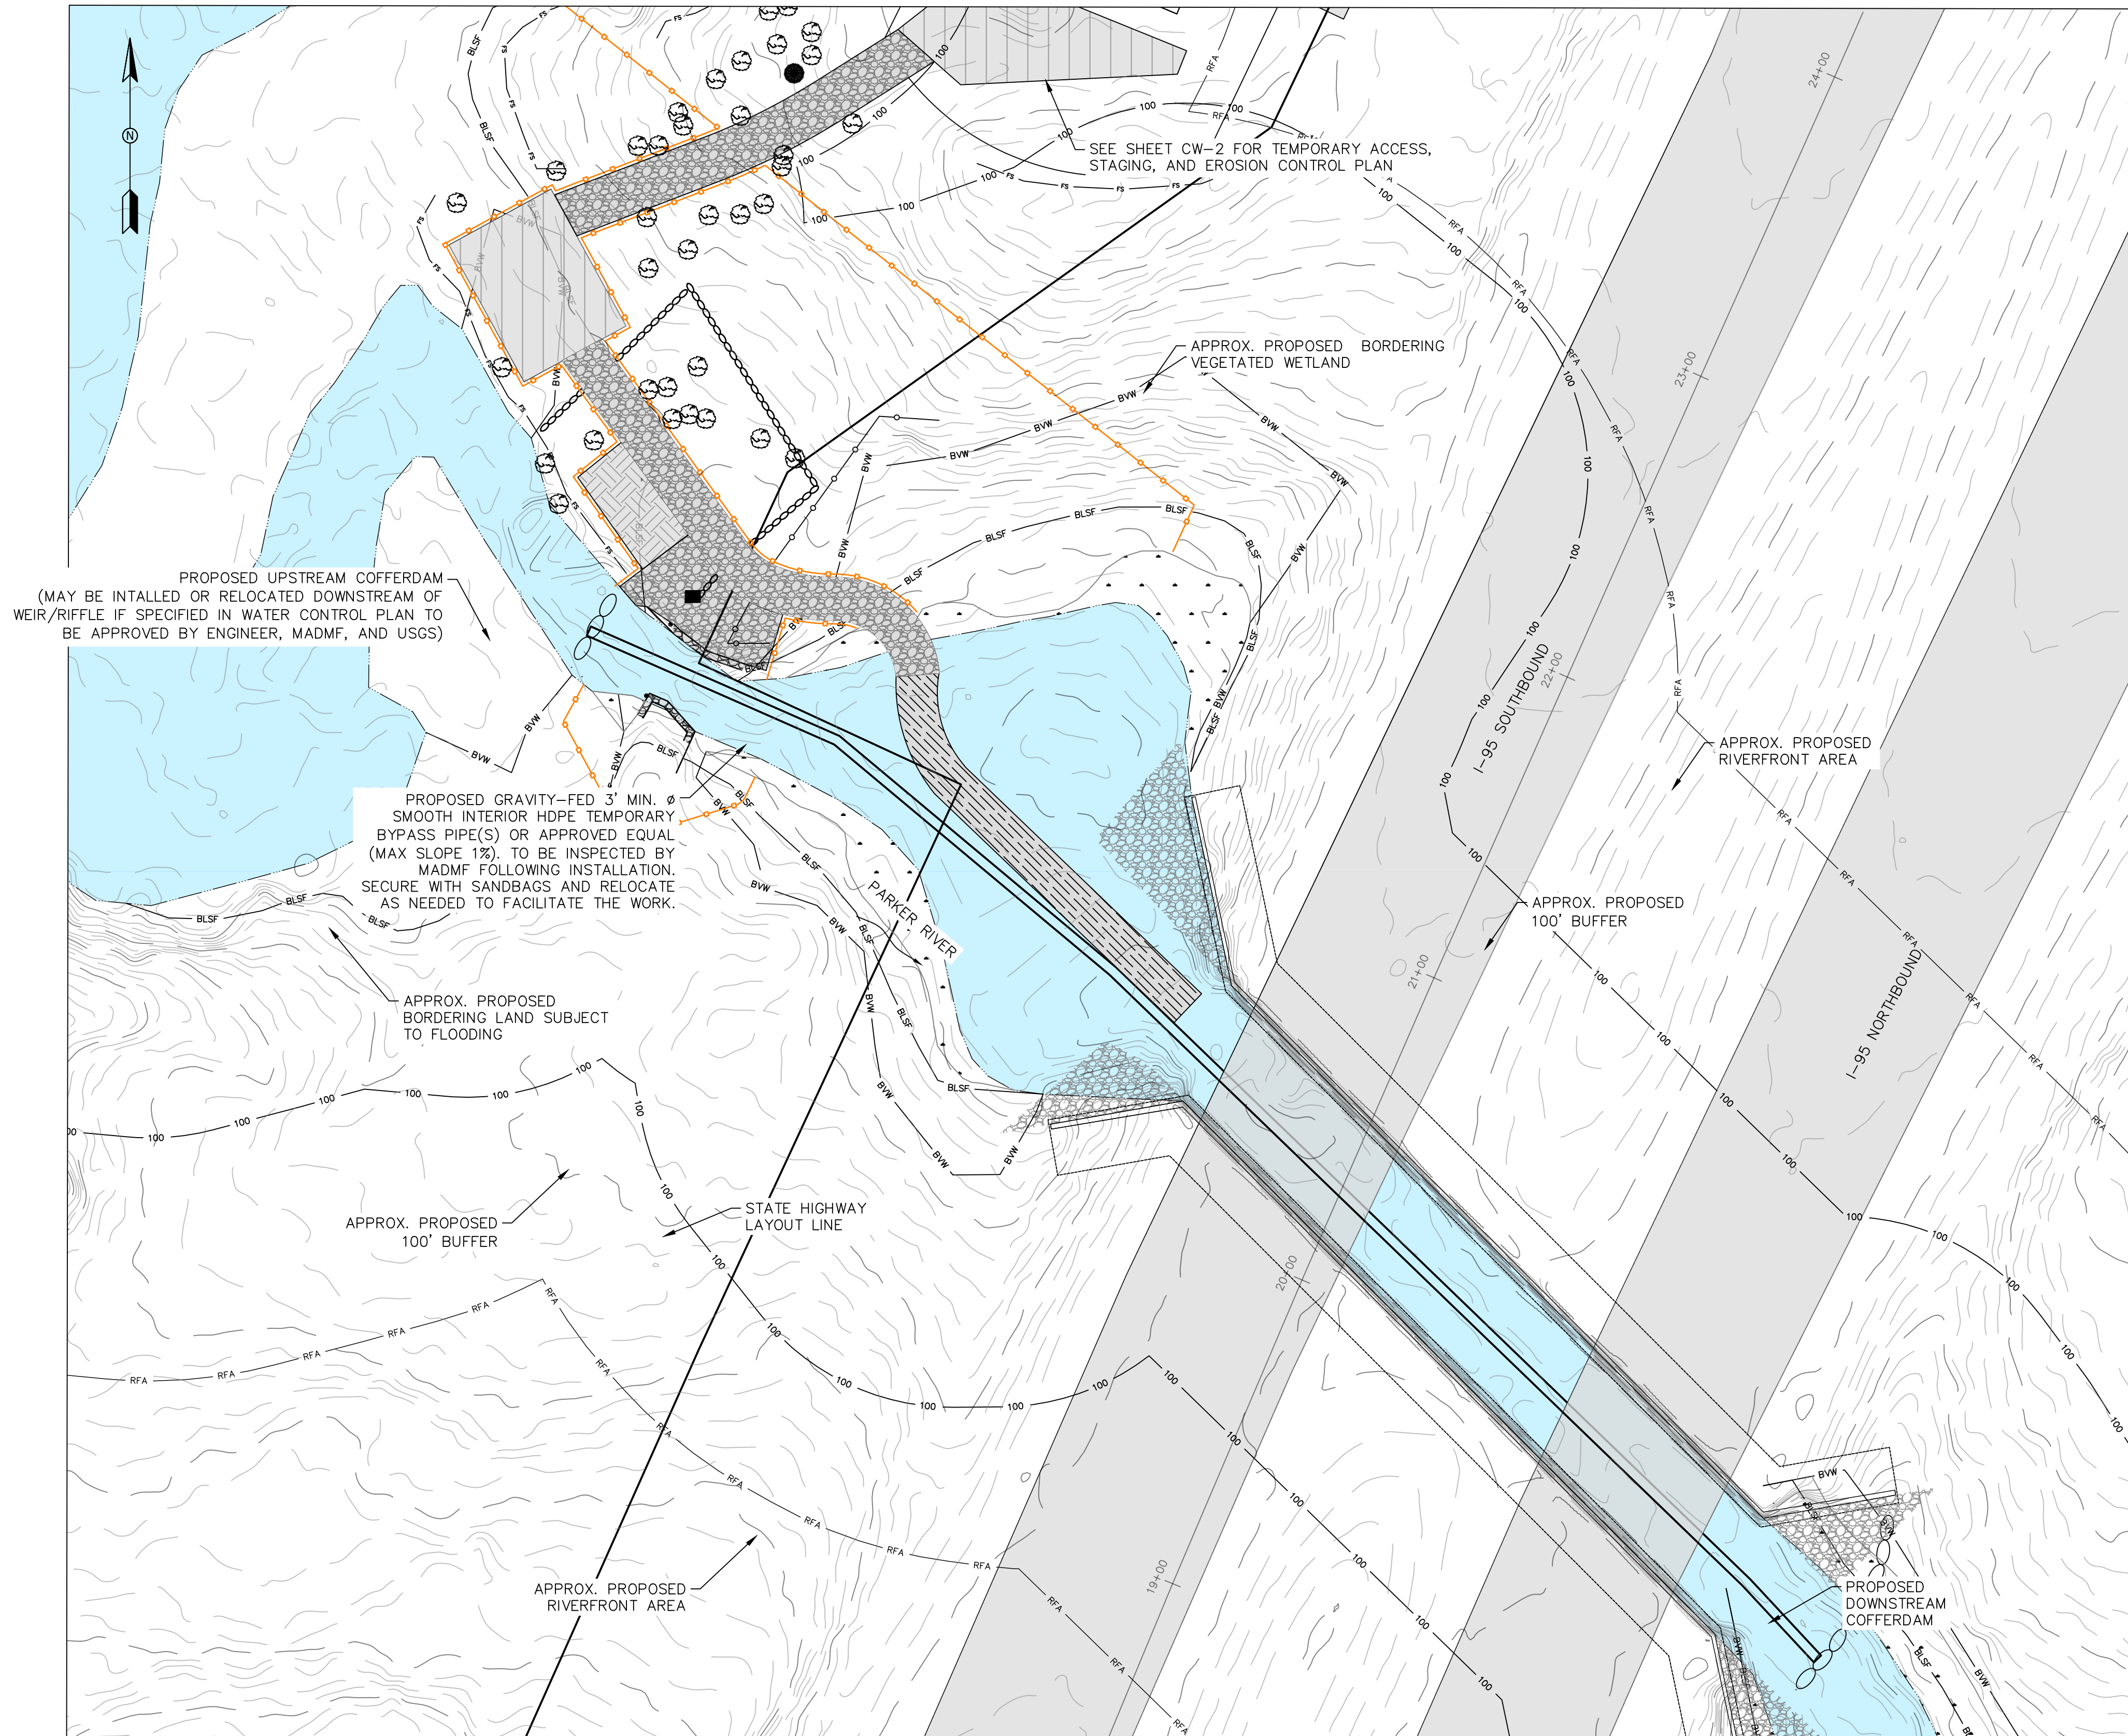 N
SEE SHEET CW-2 FOR TEMPORARY ACCESS,
STAGING, AND EROSION CONTROL PLAN
APPROX. PROPOSED BORDERING
VEGETATED WETLAND
PROPOSED UPSTREAM COFFERDAM
(MAY BE INTALLED OR RELOCATED DOWNSTREAM OF
WEIR/RIFFLE IF SPECIFIED IN WATER CONTROL PLAN TO
BE APPROVED BY ENGINEER, MADMF, AND USGS)
PROPOSED GRAVITY-FED 3' MIN. Ø
SMOOTH INTERIOR HDPE TEMPORARY
BYPASS PIPE(S) OR APPROVED EQUAL
(MAX SLOPE 1%). TO BE INSPECTED BY
MADMF FOLLOWING INSTALLATION.
SECURE WITH SANDBAGS AND RELOCATE
AS NEEDED TO FACILITATE THE WORK.
PARKER RIVER
APPROX. PROPOSED
BORDERING LAND SUBJECT
TO FLOODING
APPROX. PROPOSED
RIVERFRONT AREA
APPROX. PROPOSED
100' BUFFER
I-95 SOUTHBOUND
I-95 NORTHBOUND
24+00
23+00
22+00
21+00
20+00
19+00
APPROX. PROPOSED
100' BUFFER
STATE HIGHWAY
LAYOUT LINE
APPROX. PROPOSED
RIVERFRONT AREA
PROPOSED
DOWNSTREAM
COFFERDAM
BLSF
BVW
RFA
FS
100